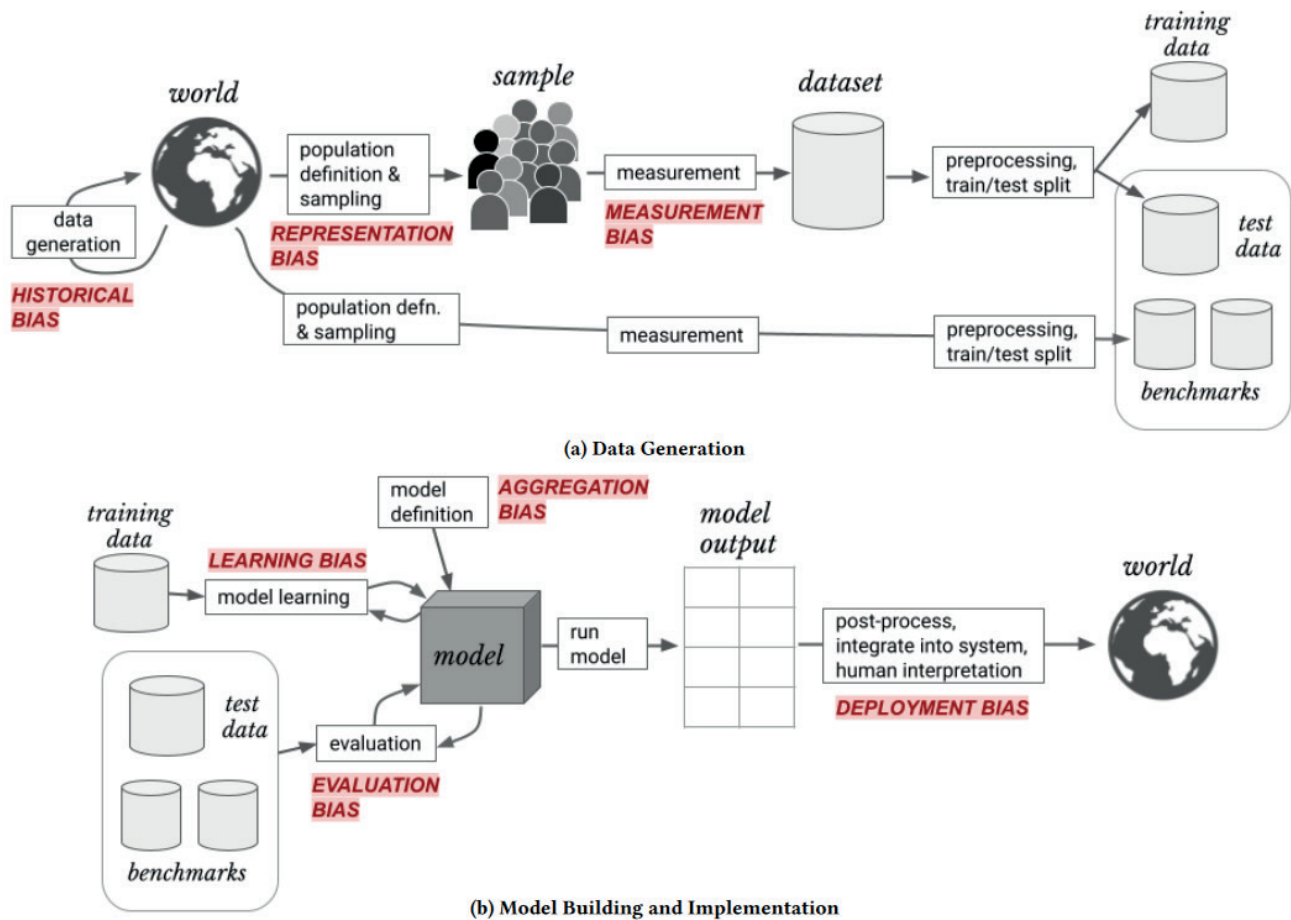 training
data
sample
world
dataset
population
definition &
sampling
measurement
preprocessing,
train/test split
data
generation
REPRESENTATION
BIAS
MEASUREMENT
BIAS
test
data
HISTORICAL
BIAS
population defn.
& sampling
measurement
preprocessing,
train/test split
benchmarks
(a) Data Generation
model
definition
AGGREGATION
BIAS
training
data
LEARNING BIAS
model learning
model
output
world
model
run
model
post-process,
integrate into system,
human interpretation
DEPLOYMENT BIAS
test
data
evaluation
EVALUATION
BIAS
benchmarks
(b) Model Building and Implementation